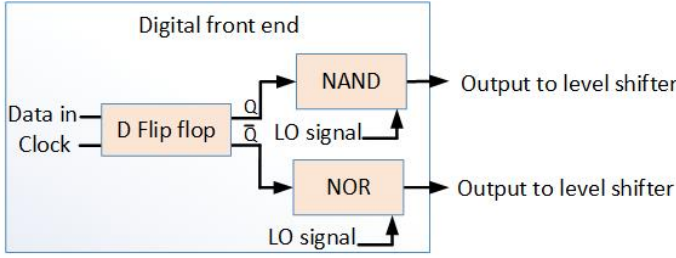 Digital front end
NAND
Output to level shifter
Data in
Q
D Flip flop
LO signal
Clock
Q̅
NOR
Output to level shifter
LO signal